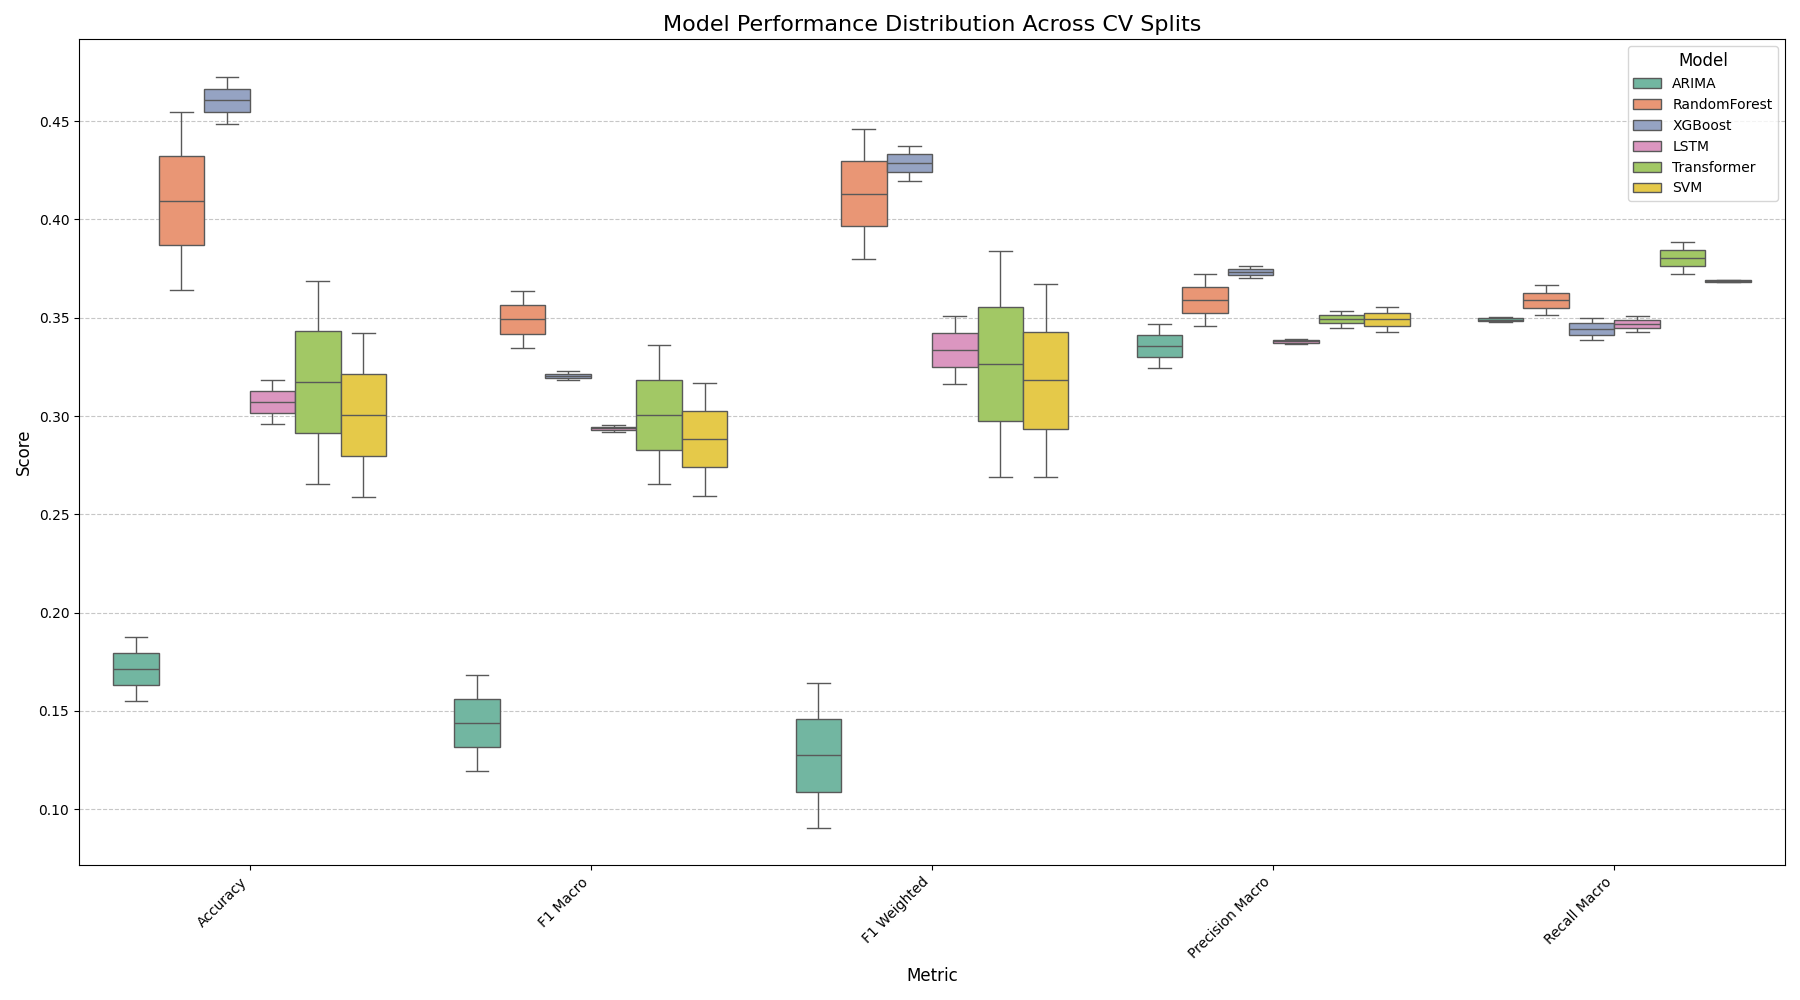 Model Performance Distribution Across CV Splits
Model
ARIMA
RandomForest
XGBoost
LSTM
Transformer
SVM
Score
0.45
0.40
0.35
0.30
0.25
0.20
0.15
0.10
Accuracy
F1 Macro
F1 Weighted
Precision Macro
Recall Macro
Metric